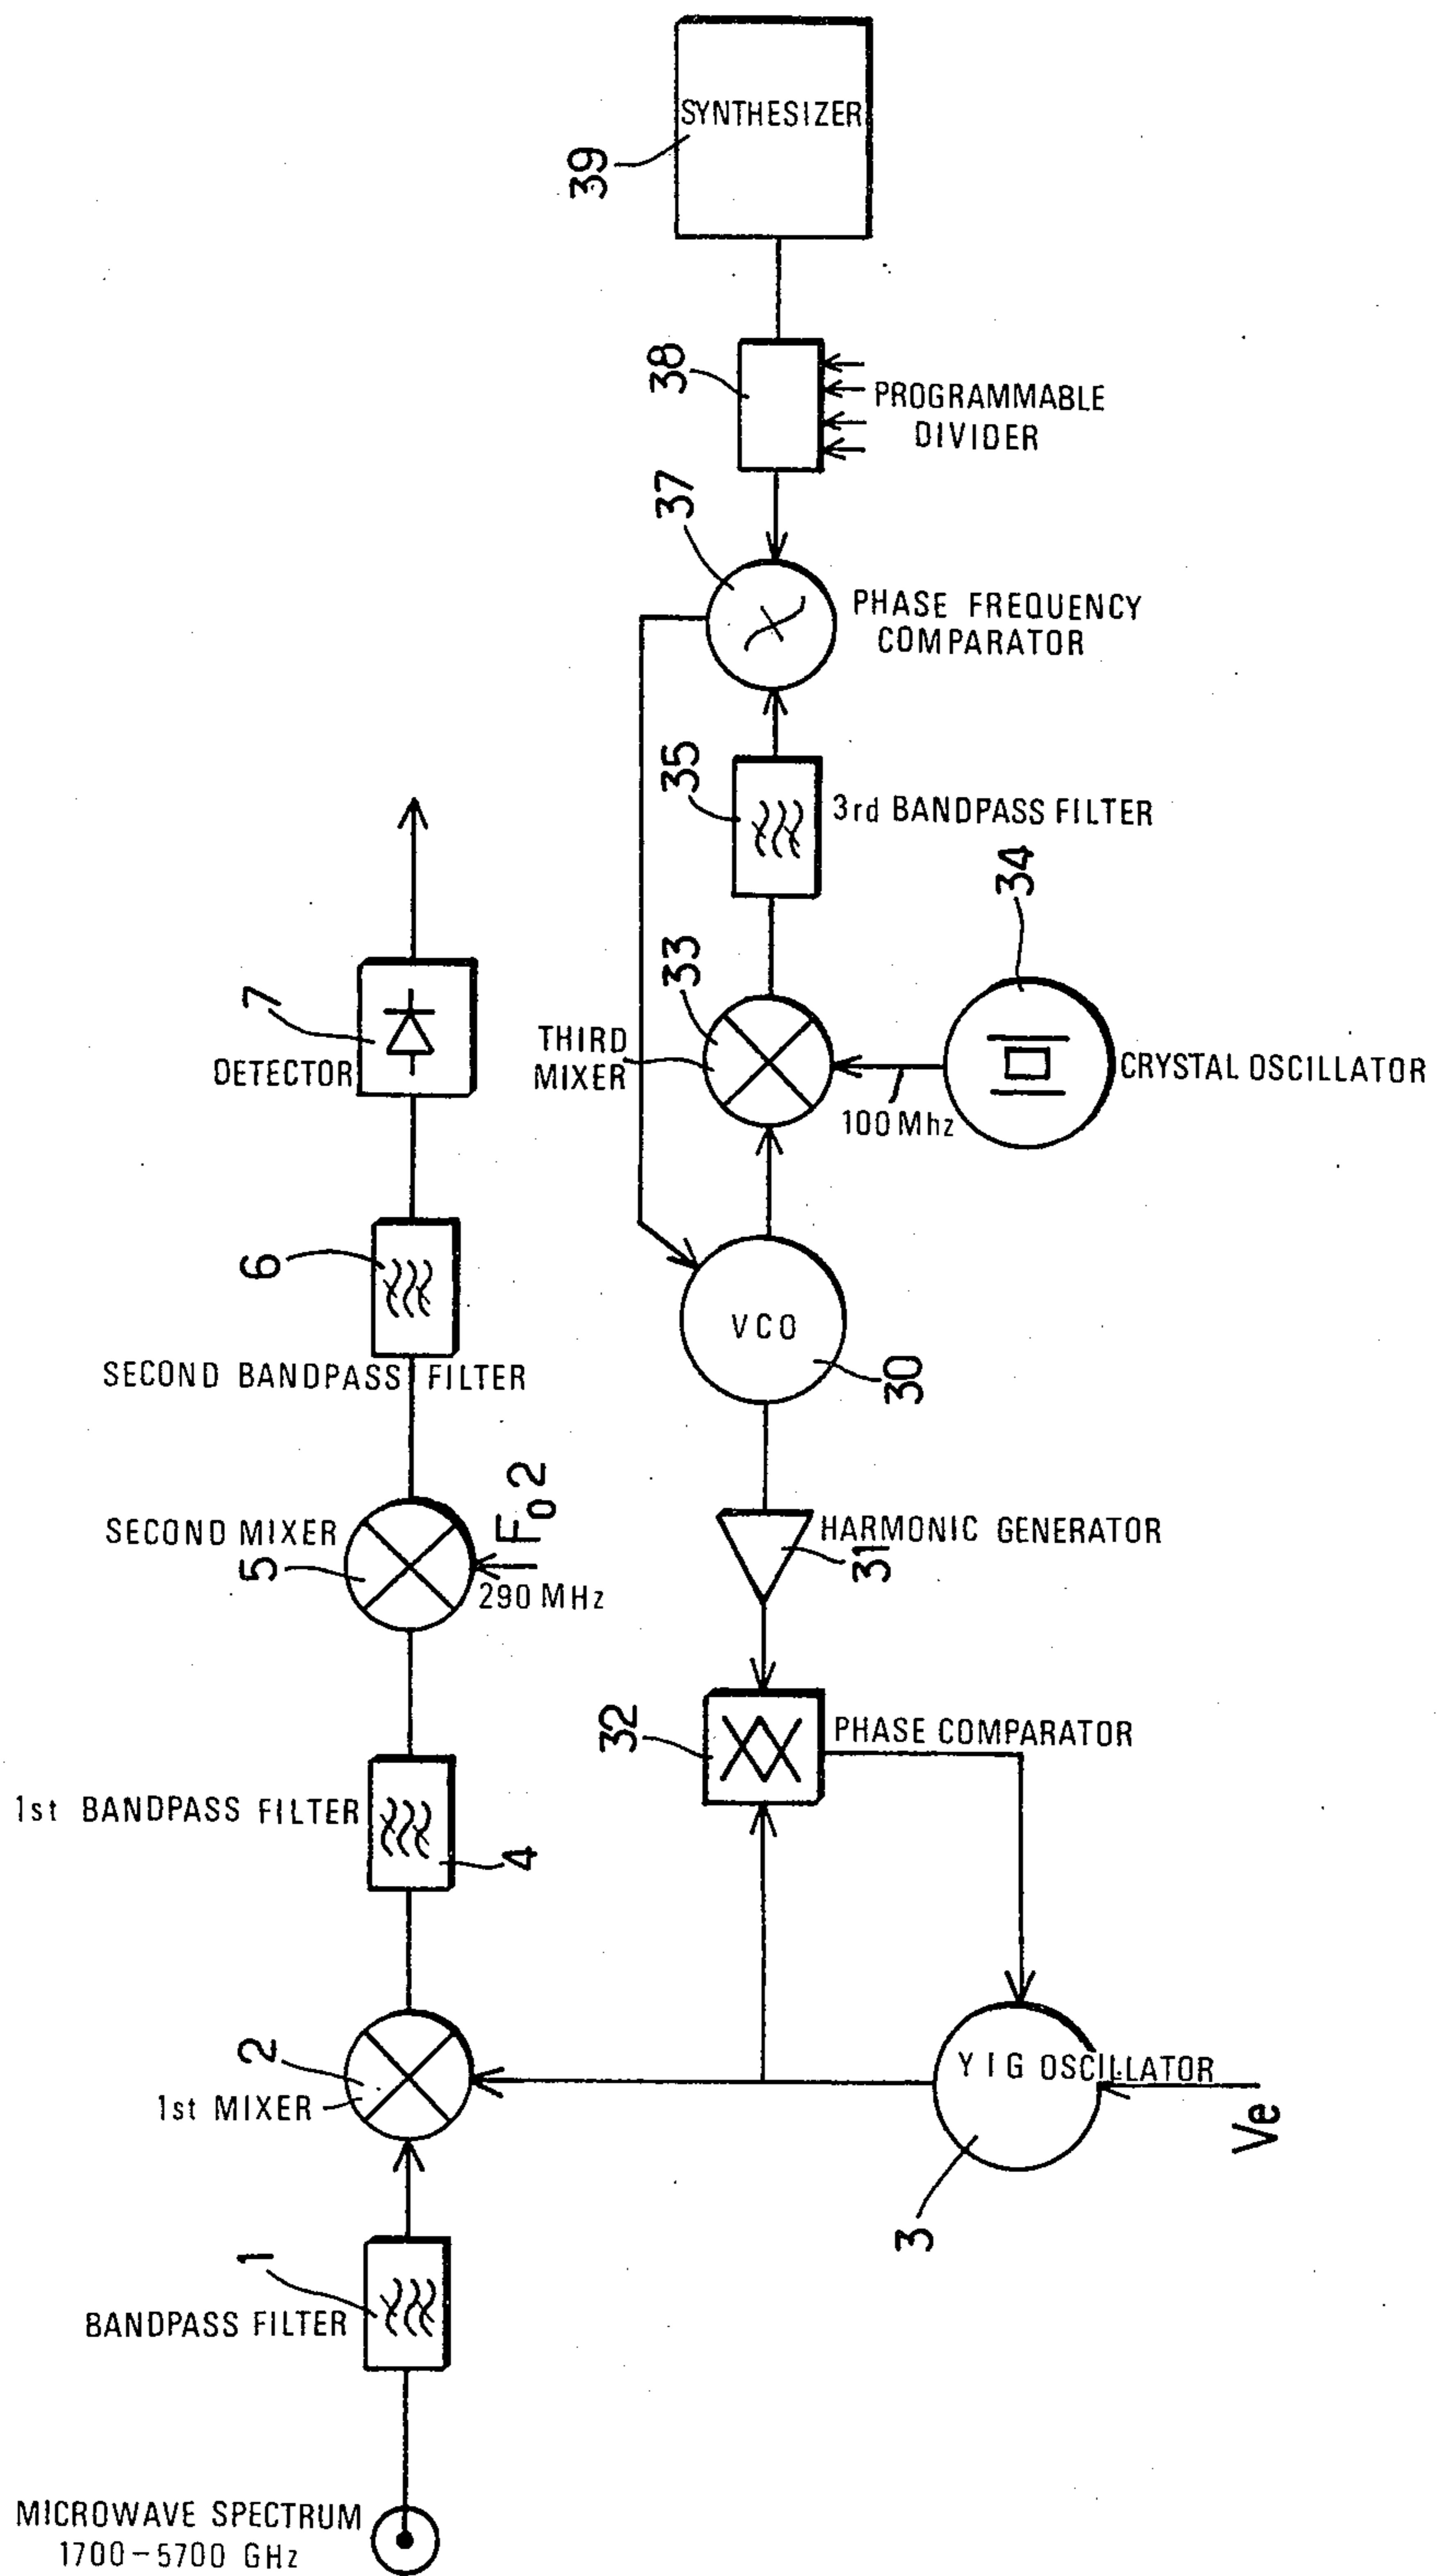 SYNTHESIZER
39
38
PROGRAMMABLE
DIVIDER
37
PHASE FREQUENCY
COMPARATOR
35
3rd BANDPASS FILTER
34
7
DETECTOR
33
THIRD
MIXER
CRYSTAL OSCILLATOR
100 Mhz
6
SECOND BANDPASS FILTER
VCO
30
SECOND MIXER
5
Fo2
290 MHz
HARMONIC GENERATOR
31
32
PHASE COMPARATOR
1st BANDPASS FILTER
4
2
1st MIXER
YIG OSCILLATOR
Ve
3
1
BANDPASS FILTER
MICROWAVE SPECTRUM
1700-5700 GHz